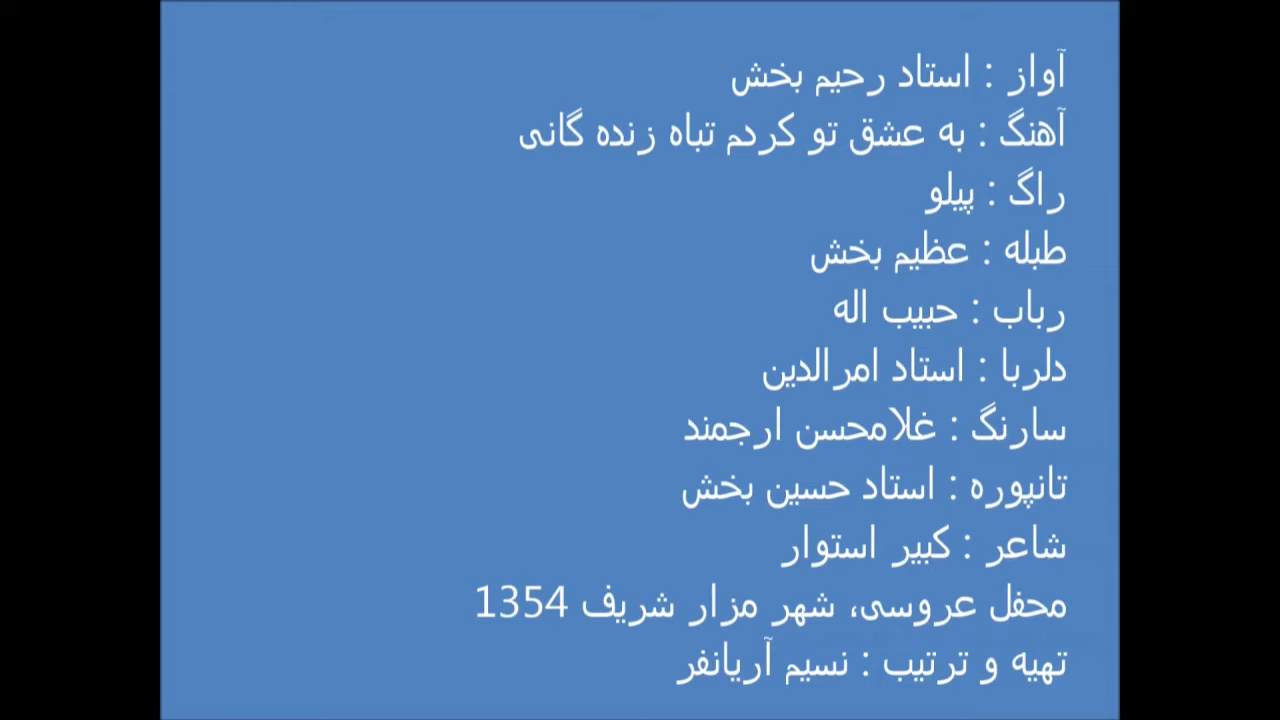 آواز : استاد رحیم بخش
آهنگ : به عشق تو کردم تباه زنده گانی
راگ : پیلو
طبله : عظیم بخش
رباب : حبیب اله
دلربا : استاد امرالدین
سارنگ : غلامحسن ارجمند
تانپوره : استاد حسین بخش
شاعر : کبیر استوار
محفل عروسی، شهر مزار شریف 1354
تهیه و ترتیب : نسیم آریانفر